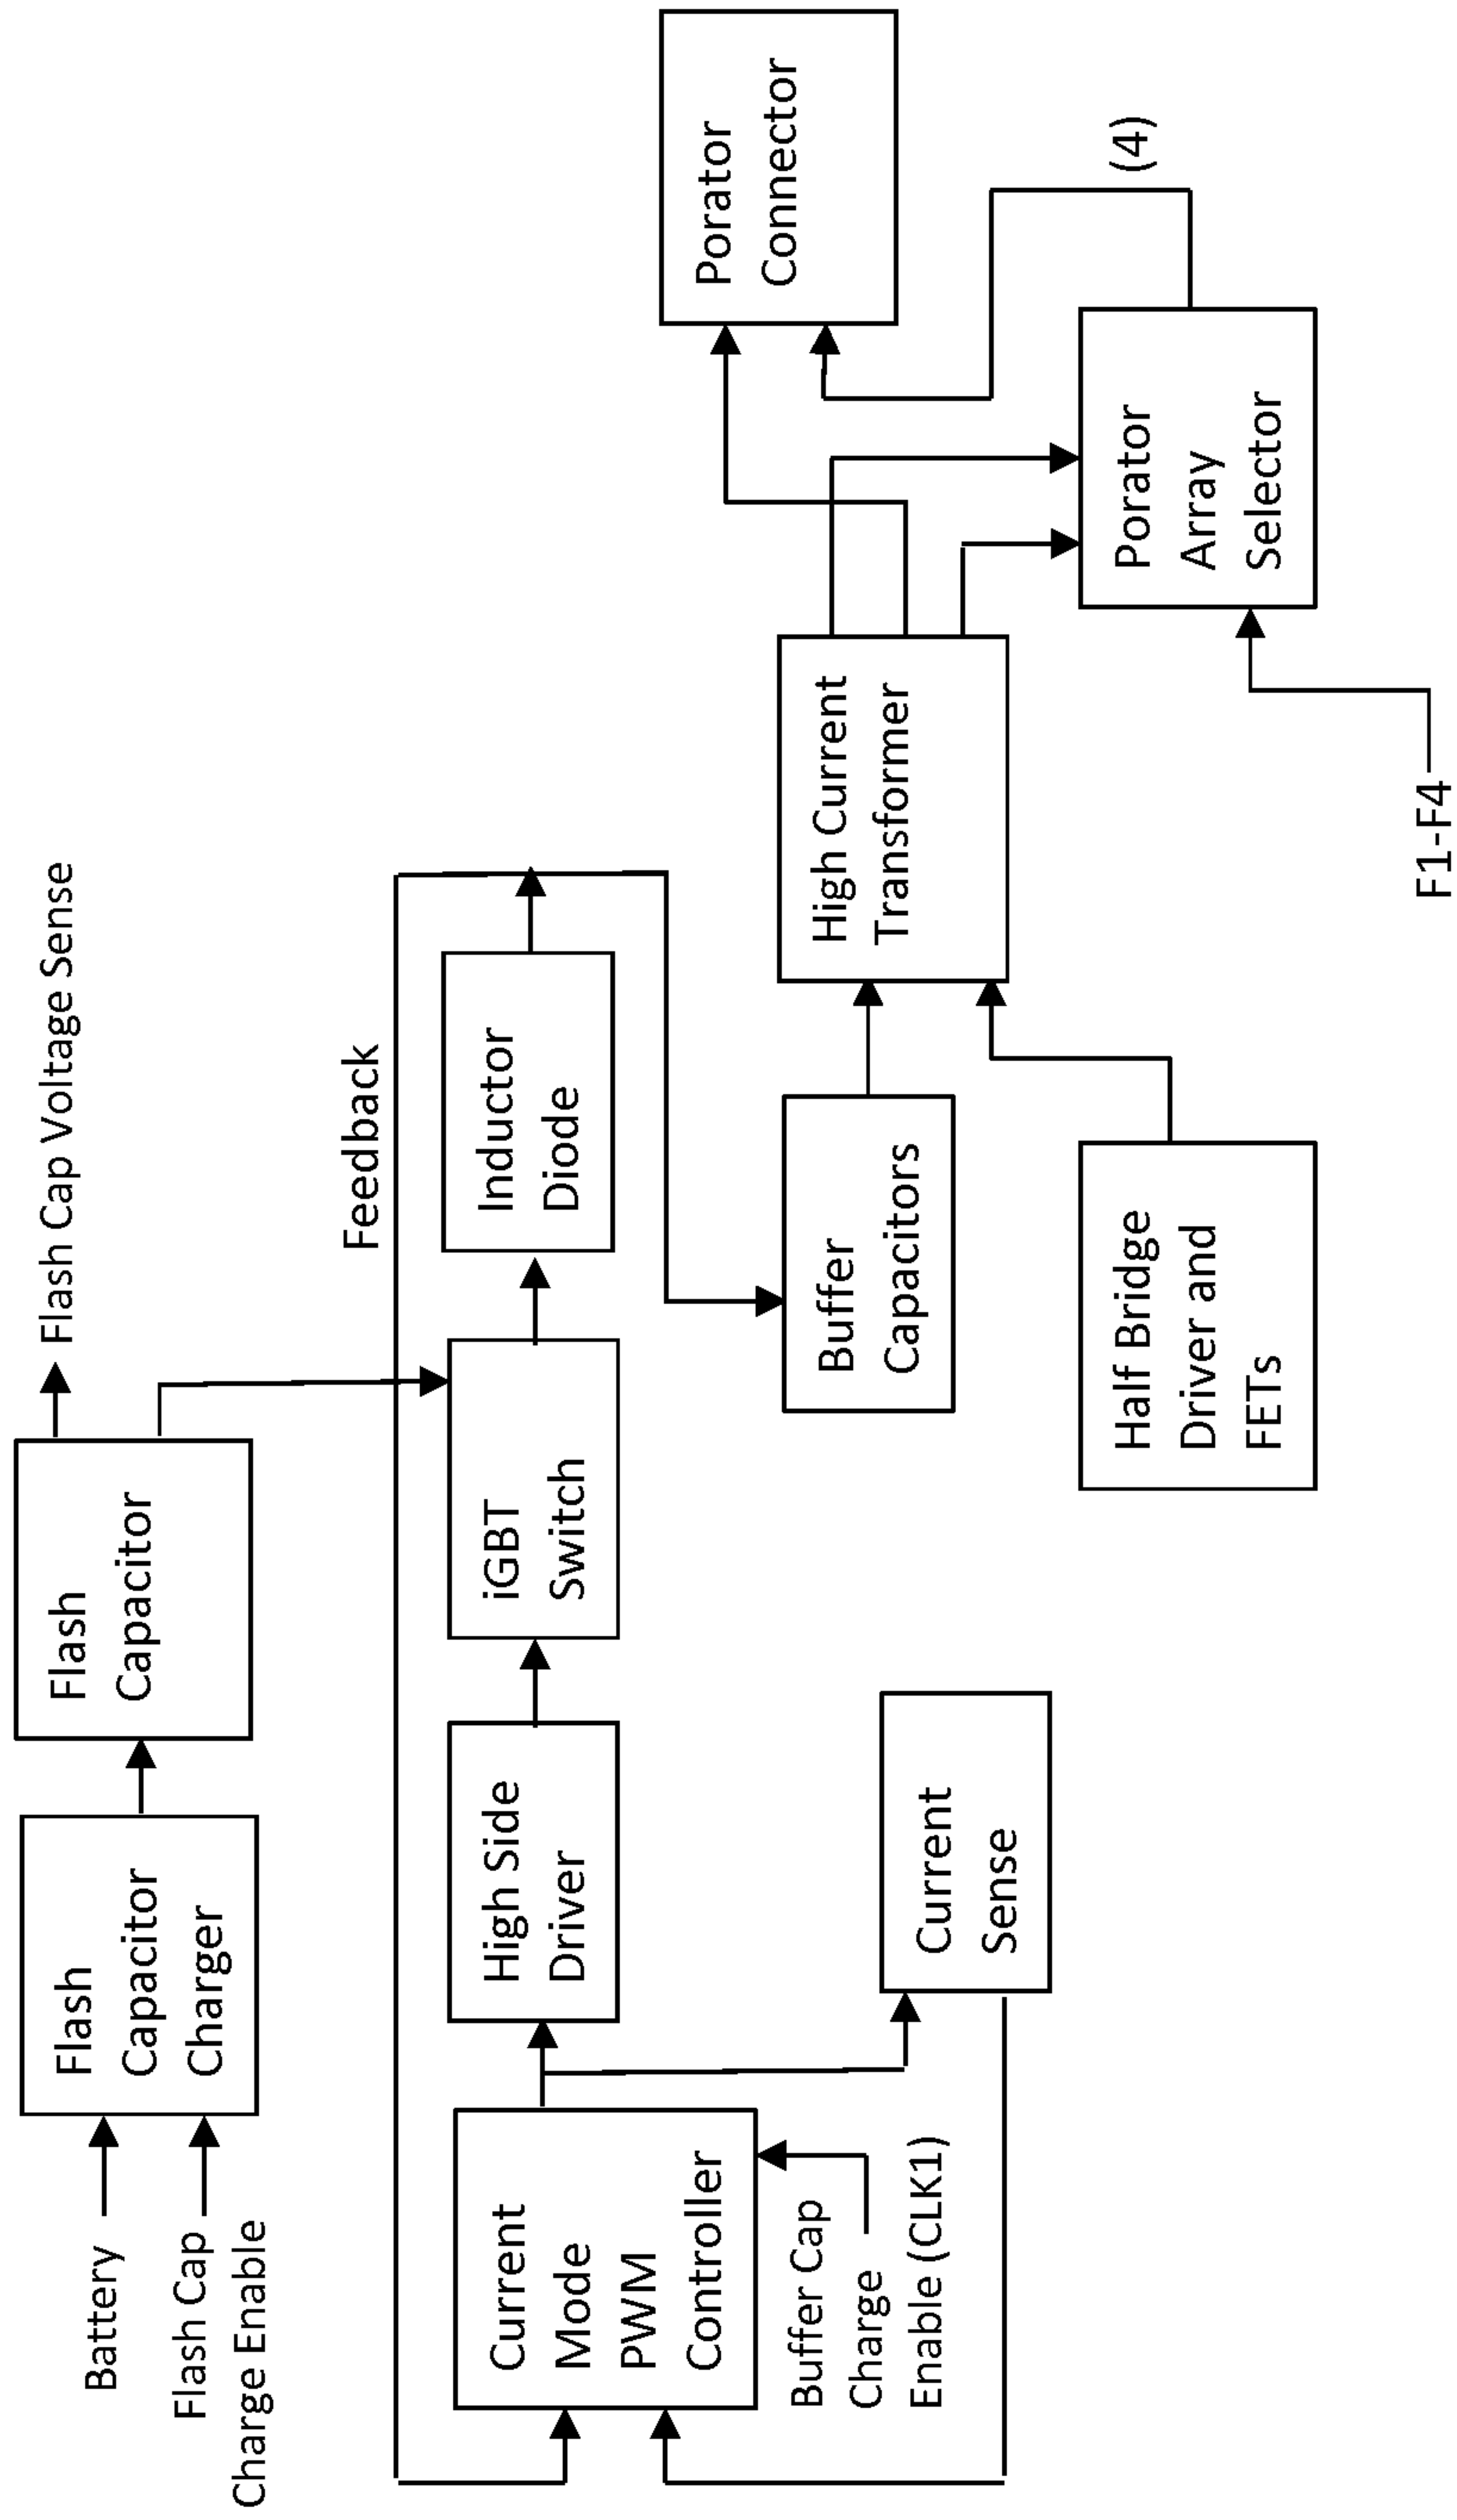 Battery
Flash Cap
Charge Enable
Flash
Capacitor
Charger
Flash
Capacitor
Flash Cap Voltage Sense
Feedback
Current
Mode
PWM
Controller
Buffer Cap
Charge
Enable (CLK1)
High Side
Driver
iGBT
Switch
Inductor
Diode
Current
Sense
Buffer
Capacitors
Half Bridge
Driver and
FETs
High Current
Transformer
F1-F4
Porator
Array
Selector
(4)
Porator
Connector